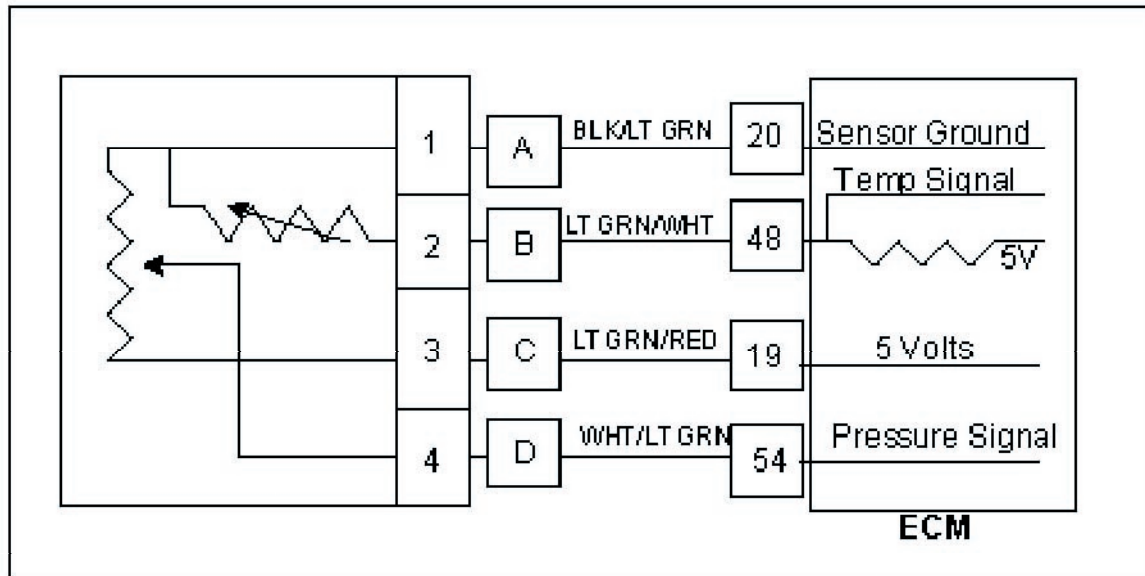 1 A BLK/LT GRN 20 Sensor Ground
Temp Signal
2 B LT GRN/WHT 48
5V
3 C LT GRN/RED 19 5 Volts
4 D WHT/LT GRN 54 Pressure Signal
ECM